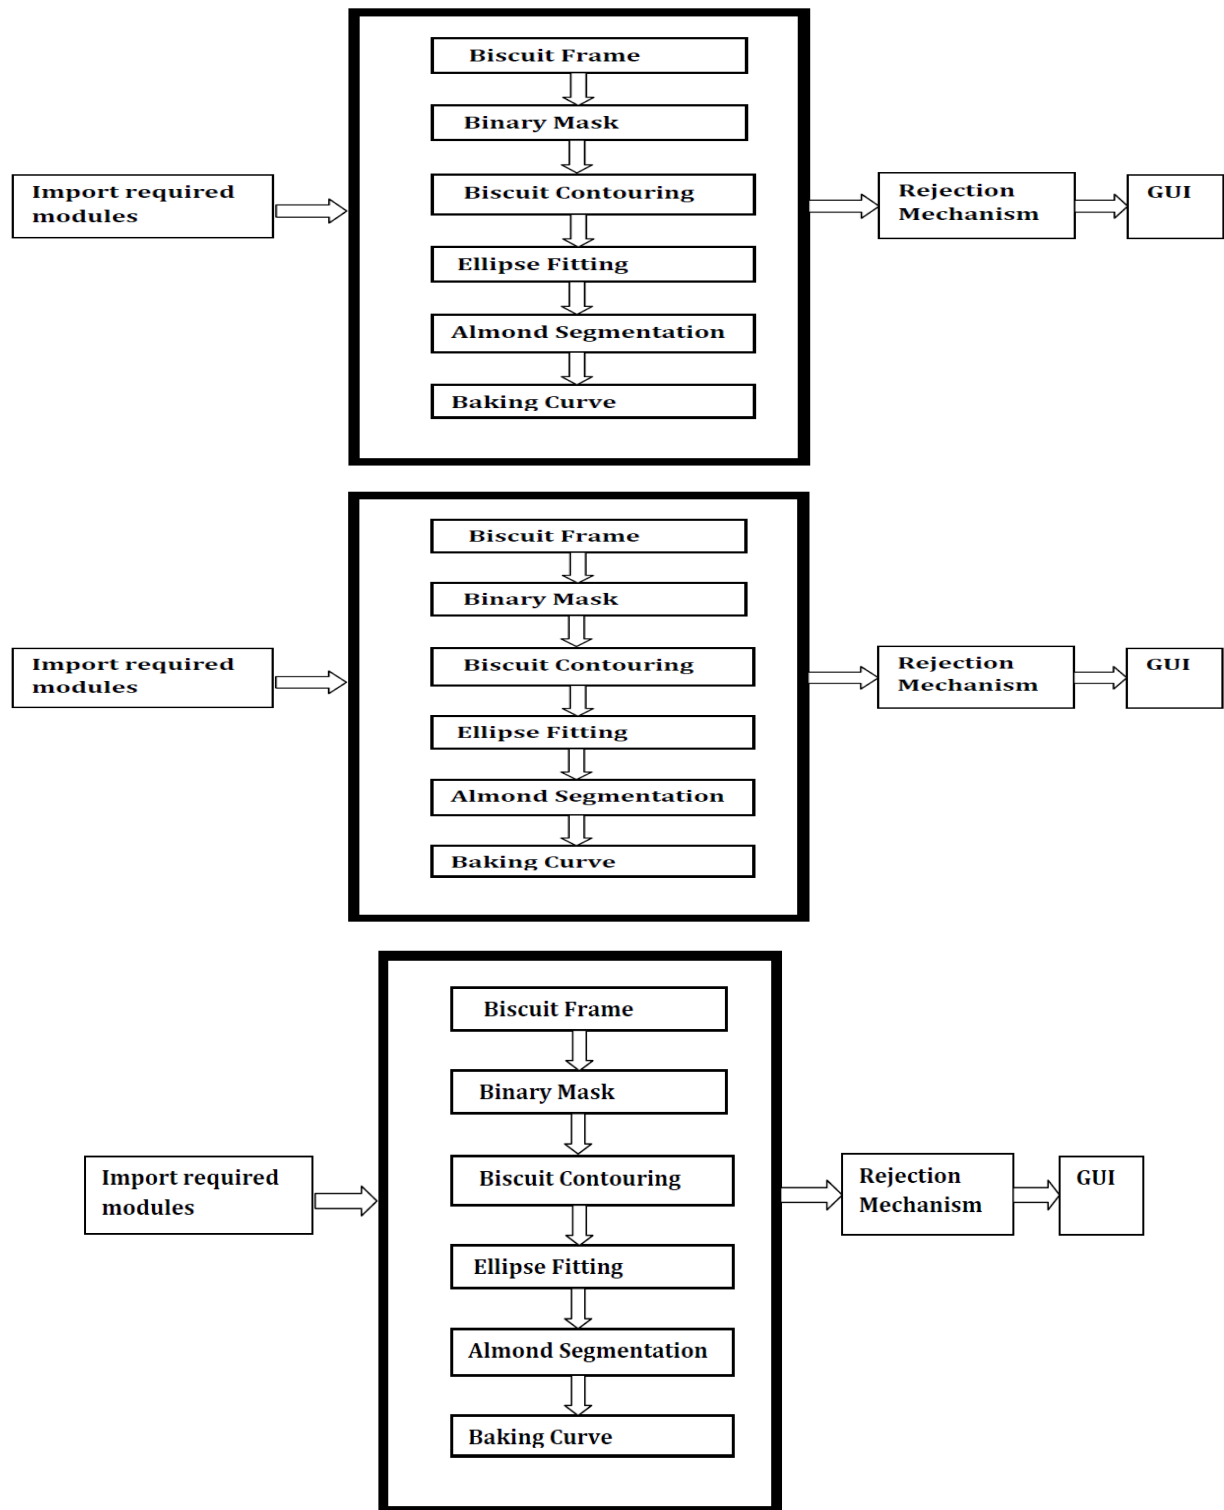 Biscuit Frame
Binary Mask
Import required
modules
Biscuit Contouring
Rejection
Mechanism
GUI
Ellipse Fitting
Almond Segmentation
Baking Curve
Biscuit Frame
Binary Mask
Import required
modules
Biscuit Contouring
Rejection
Mechanism
GUI
Ellipse Fitting
Almond Segmentation
Baking Curve
Biscuit Frame
Binary Mask
Import required
modules
Biscuit Contouring
Rejection
Mechanism
GUI
Ellipse Fitting
Almond Segmentation
Baking Curve